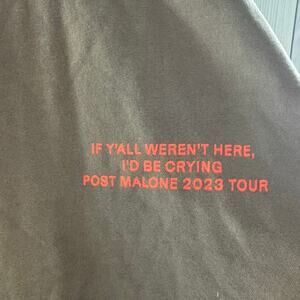 IF Y'ALL WEREN'T HERE,
I'D BE CRYING
POST MALONE 2023 TOUR